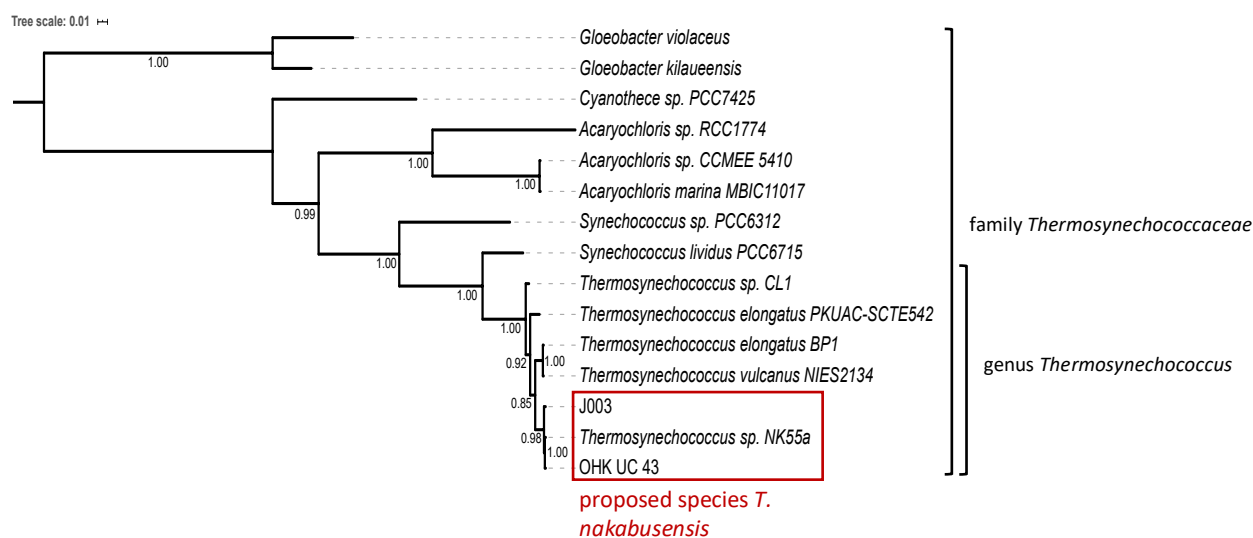 Tree scale: 0.01
Gloeobacter violaceus
1.00
Gloeobacter kilaueensis
Cyanothece sp. PCC7425
Acaryochloris sp. RCC1774
1.00
Acaryochloris sp. CCMEE 5410
1.00
Acaryochloris marina MBIC11017
0.99
Synechococcus sp. PCC6312
family Thermosynechococcaceae
1.00
Synechococcus lividus PCC6715
1.00
Thermosynechococcus sp. CL1
Thermosynechococcus elongatus PKUAC-SCTE542
1.00
Thermosynechococcus elongatus BP1
0.92
1.00
genus Thermosynechococcus
Thermosynechococcus vulcanus NIES2134
0.85
J003
0.98
Thermosynechococcus sp. NK55a
1.00
OHK UC 43
proposed species T.
nakabusensis